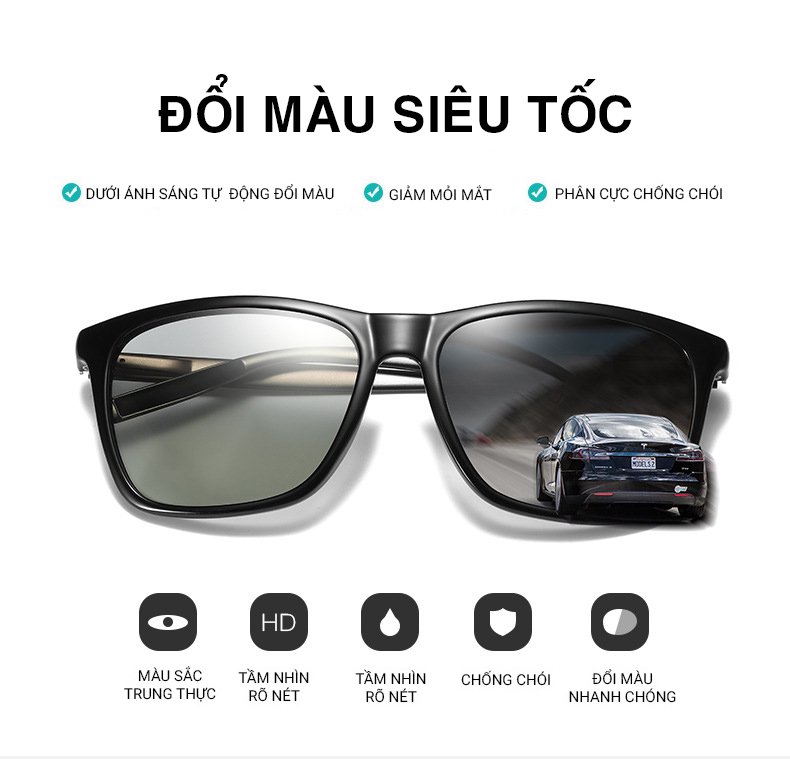 ĐỔI MÀU SIÊU TỐC
DƯỚI ÁNH SÁNG TỰ ĐỘNG ĐỔI MÀU
GIẢM MỎI MẮT
PHÂN CỰC CHỐNG CHÓI
HD
MÀU SẮC
TRUNG THỰC
TẦM NHÌN
RÕ NÉT
TẦM NHÌN
RÕ NÉT
CHỐNG CHÓI
ĐỔI MÀU
NHANH CHÓNG